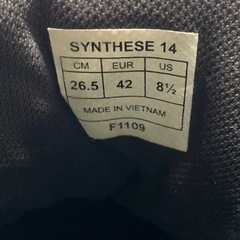 SYNTHESE 14
CM EUR US
26.5 42 8½
MADE IN VIETNAM
F1109